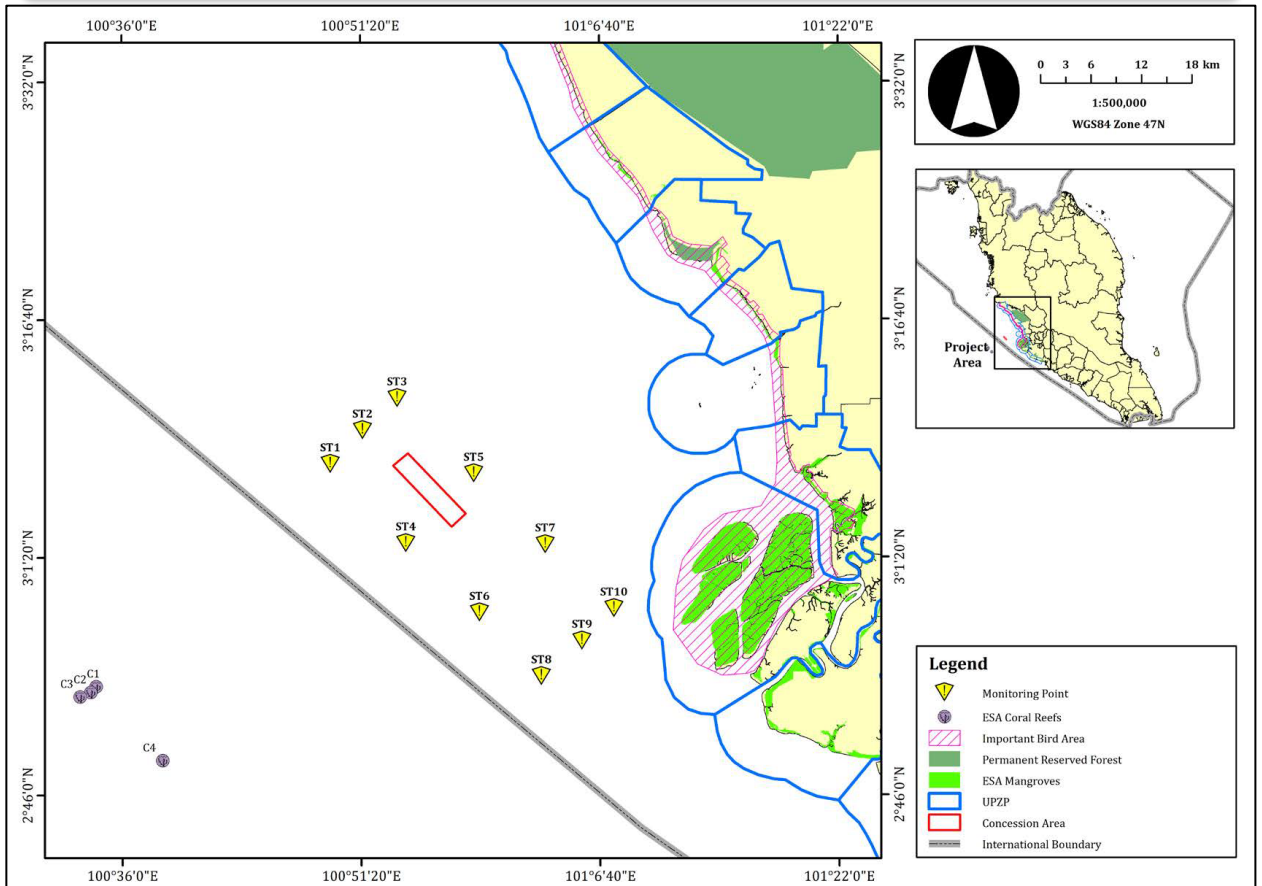 100°36'0"E 100°51'20"E 101°6'40"E 101°22'0"E
3°32'0"N
3°32'0"N
3°16'40"N
3°16'40"N
3°1'20"N
3°1'20"N
2°46'0"N
2°46'0"N
ST3
ST2
ST1
ST5
ST4
ST7
ST6
ST10
ST9
ST8
C3 C2 C1
C4
100°36'0"E 100°51'20"E 101°6'40"E 101°22'0"E
0 3 6 12 18 km
1:500,000
WGS84 Zone 47N
Project
Area
Legend
Monitoring Point
ESA Coral Reefs
Important Bird Area
Permanent Reserved Forest
ESA Mangroves
UPZP
Concession Area
International Boundary